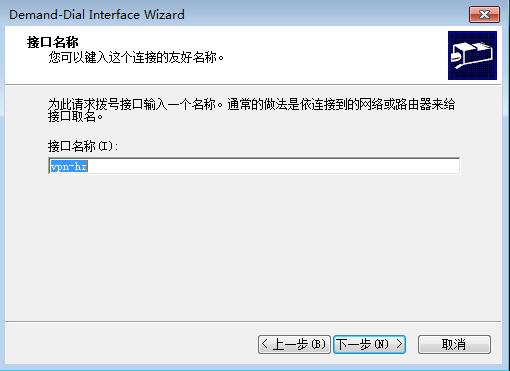 Demand-Dial Interface Wizard
接口名称
您可以键入这个连接的友好名称。
为此请求拨号接口输入一个名称。通常的做法是依连接到的网络或路由器来给
接口取名。
接口名称(I):
vpn-hz
< 上一步(B) 下一步(N) > 取消